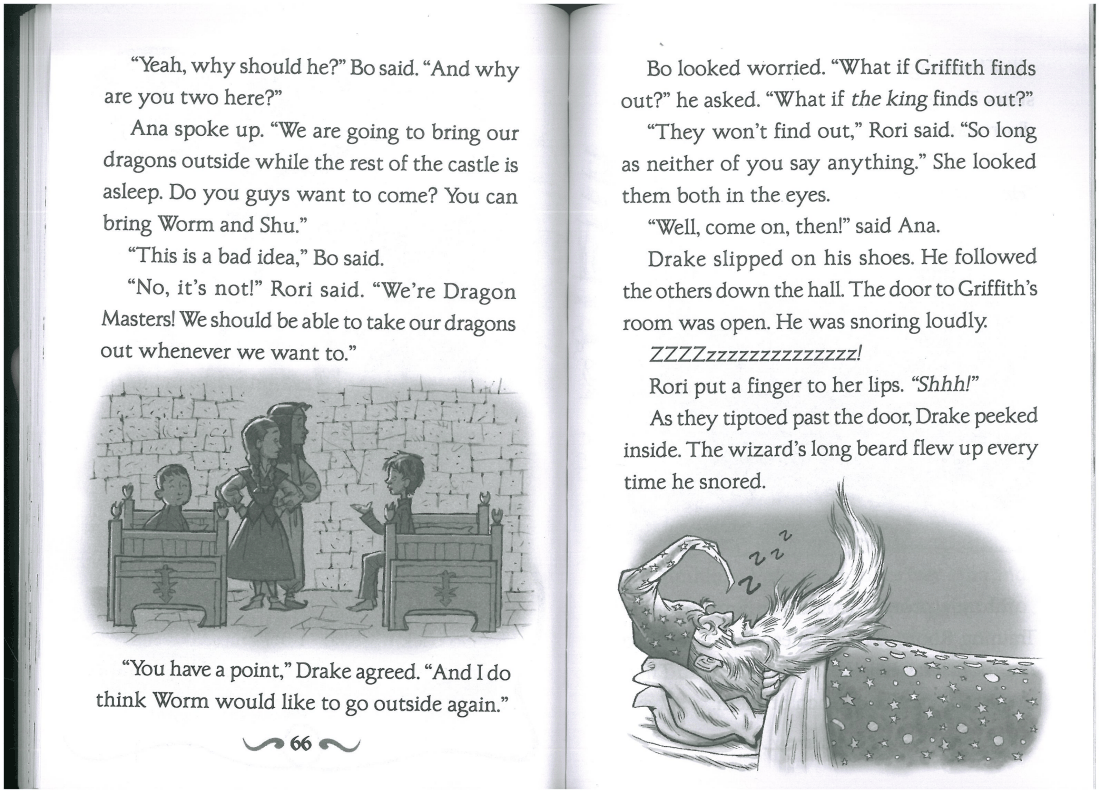 “Yeah, why should he?” Bo said. “And why
are you two here?”
Ana spoke up. “We are going to bring our
dragons outside while the rest of the castle is
asleep. Do you guys want to come? You can
bring Worm and Shu.”
“This is a bad idea,” Bo said.
“No, it’s not!” Rori said. “We’re Dragon
Masters! We should be able to take our dragons
out whenever we want to.”
“You have a point,” Drake agreed. “And I do
think Worm would like to go outside again.”
66
Bo looked worried. “What if Griffith finds
out?” he asked. “What if the king finds out?”
“They won’t find out,” Rori said. “So long
as neither of you say anything.” She looked
them both in the eyes.
“Well, come on, then!” said Ana.
Drake slipped on his shoes. He followed
the others down the hall. The door to Griffith’s
room was open. He was snoring loudly.
ZZZZzzzzzzzzzzzzzzz!
Rori put a finger to her lips. “Shhh!”
As they tiptoed past the door, Drake peeked
inside. The wizard’s long beard flew up every
time he snored.
z z z z